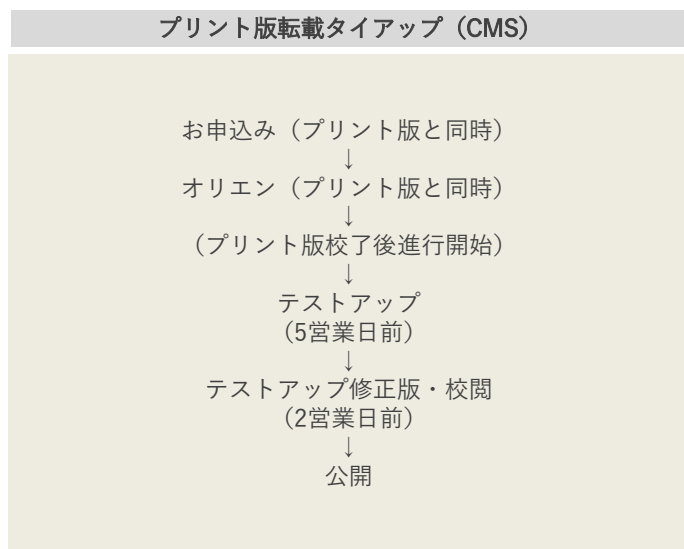 プリント版転載タイアップ（CMS）
お申込み（プリント版と同時）
↓
オリエン（プリント版と同時）
↓
（プリント版校了後進行開始）
↓
テストアップ
（5営業日前）
↓
テストアップ修正版・校閲
（2営業日前）
↓
公開